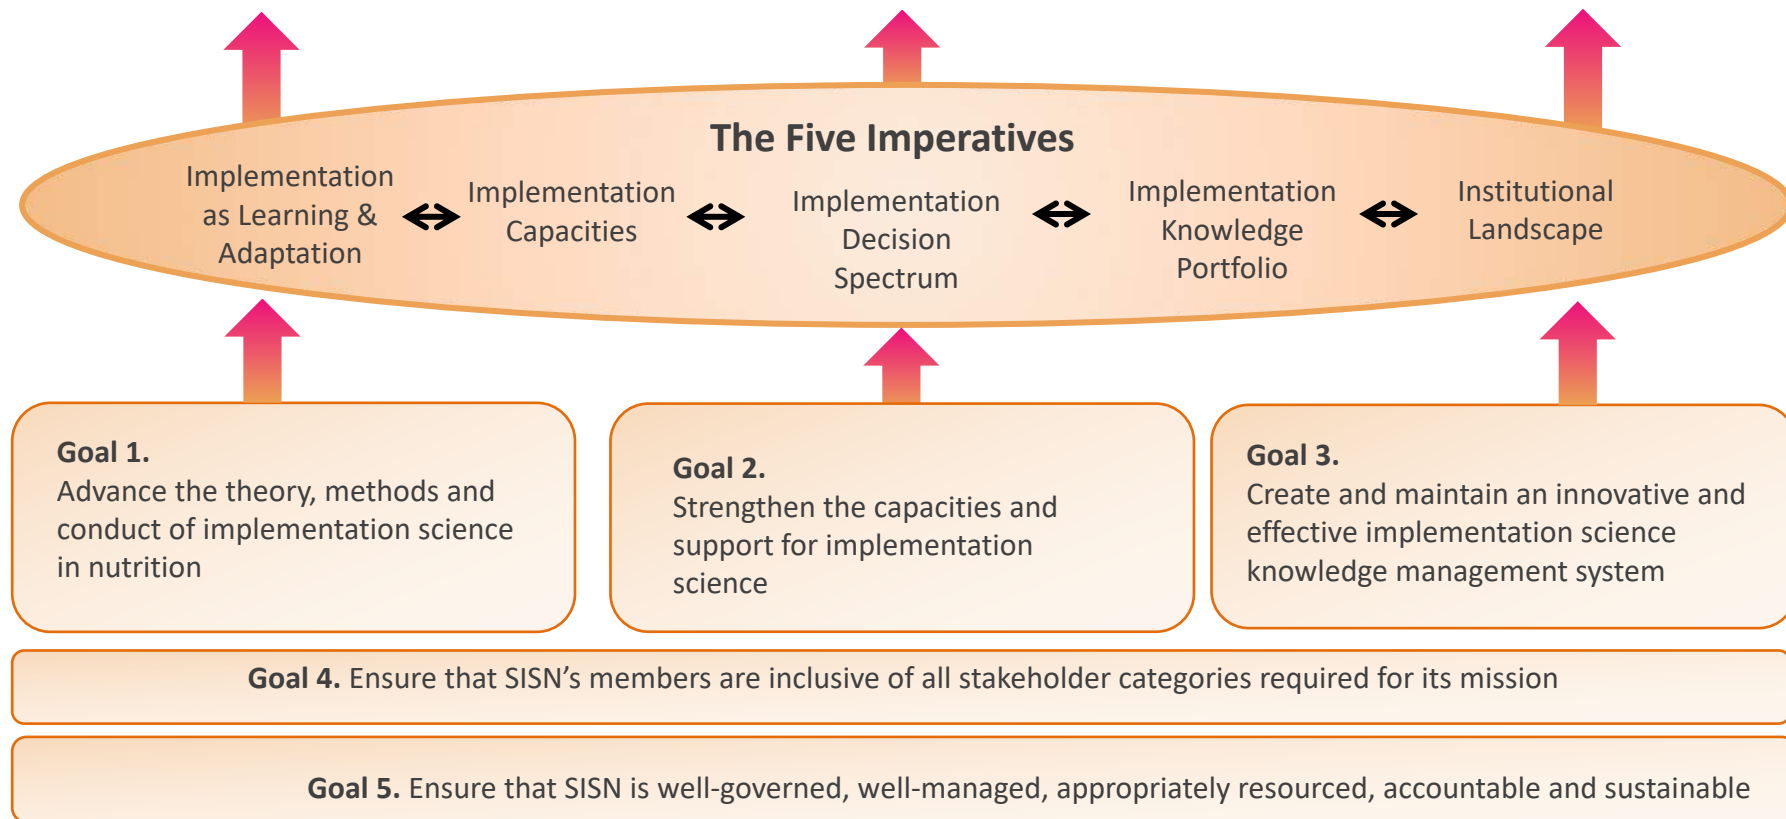 The Five Imperatives
Implementation
as Learning &
Adaptation
Implementation
Capacities
Implementation
Decision
Spectrum
Implementation
Knowledge
Portfolio
Institutional
Landscape
Goal 1.
Advance the theory, methods and
conduct of implementation science
in nutrition
Goal 2.
Strengthen the capacities and
support for implementation
science
Goal 3.
Create and maintain an innovative and
effective implementation science
knowledge management system
Goal 4. Ensure that SISN’s members are inclusive of all stakeholder categories required for its mission
Goal 5. Ensure that SISN is well-governed, well-managed, appropriately resourced, accountable and sustainable